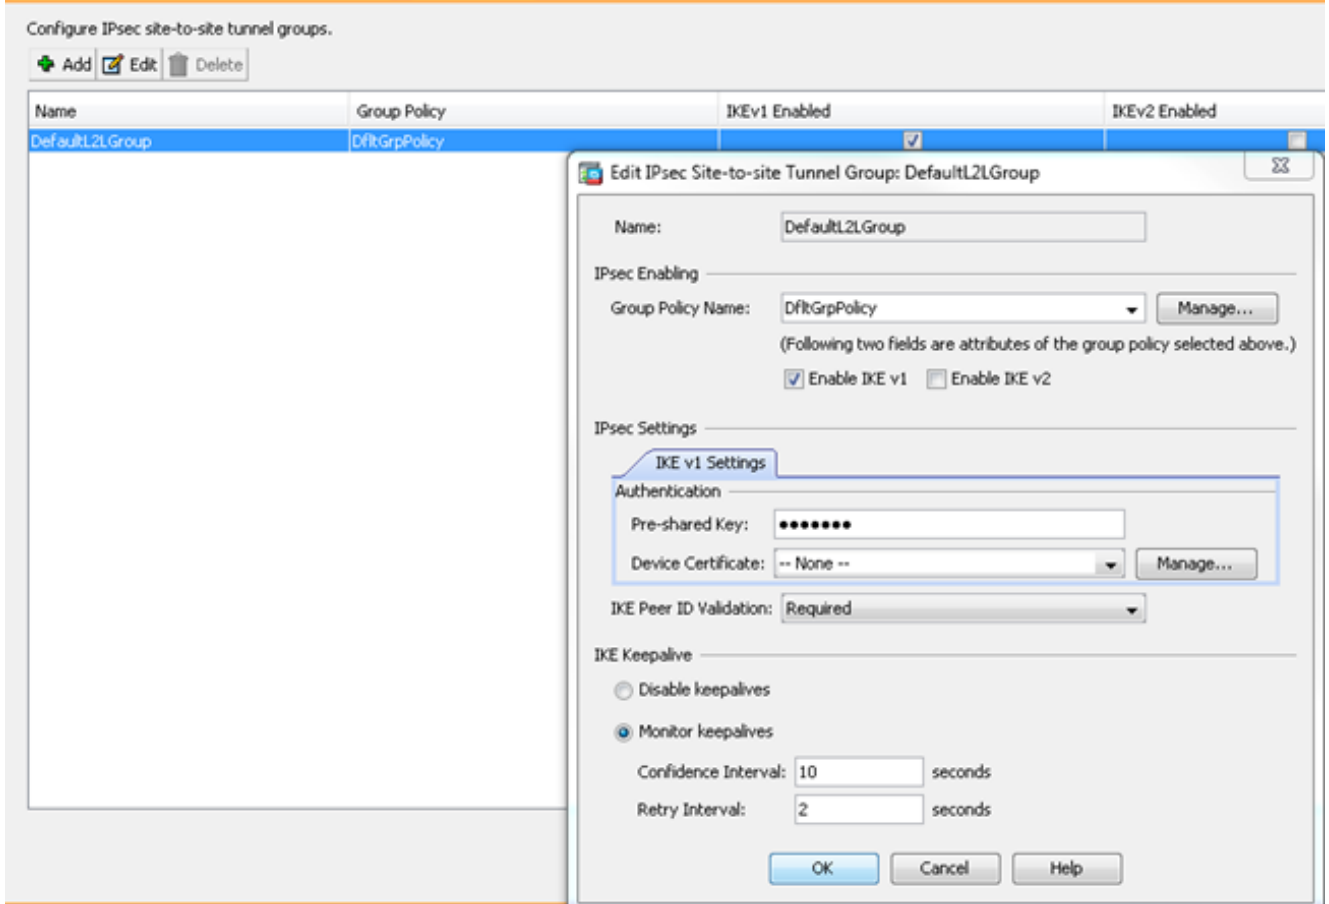 Configure IPsec site-to-site tunnel groups.
Add Edit Delete
Name Group Policy IKEv1 Enabled IKEv2 Enabled
DefaultL2LGroup DfltGrpPolicy
Edit IPsec Site-to-site Tunnel Group: DefaultL2LGroup
Name: DefaultL2LGroup
IPsec Enabling
Group Policy Name: DfltGrpPolicy Manage...
(Following two fields are attributes of the group policy selected above.)
Enable IKE v1 Enable IKE v2
IPsec Settings
IKE v1 Settings
Authentication
Pre-shared Key: •••••••
Device Certificate: -- None -- Manage...
IKE Peer ID Validation: Required
IKE Keepalive
Disable keepalives
Monitor keepalives
Confidence Interval: 10 seconds
Retry Interval: 2 seconds
OK Cancel Help